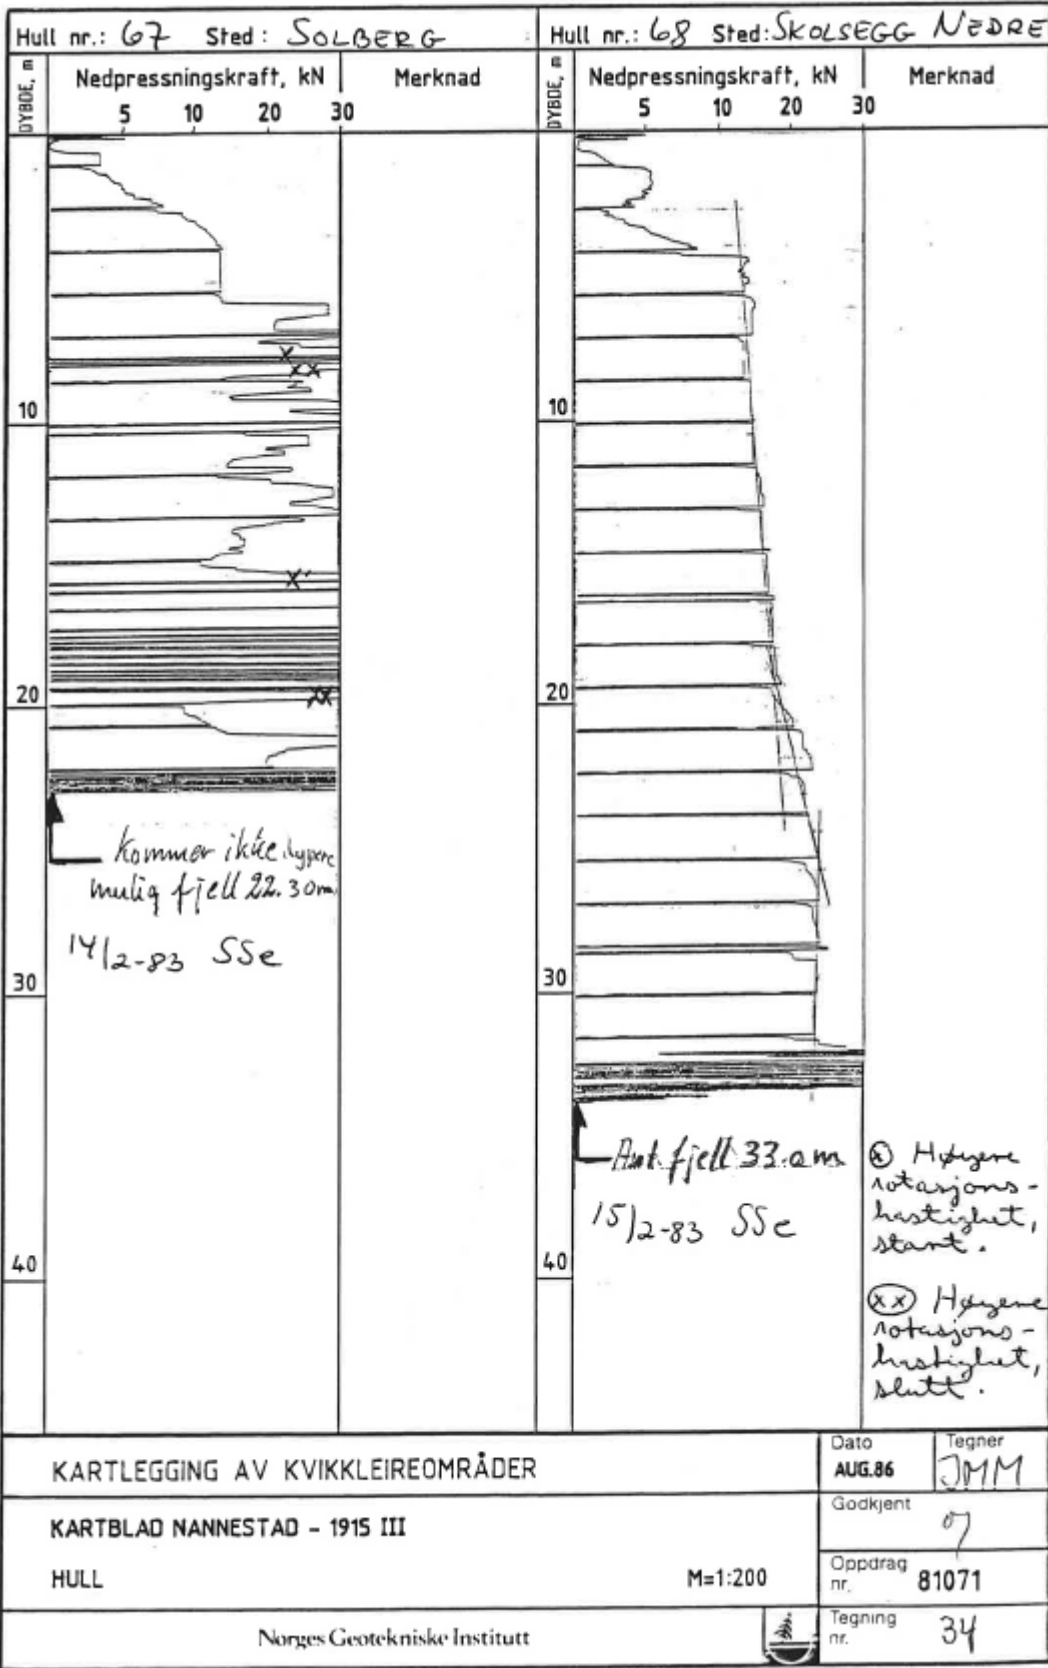 Hull nr.: 67 Sted: SOLBERG
DYBDE, m
Nedpressningskraft, kN
Merknad
5 10 20 30
10
20
30
40
X
XX
X
XX
Kommer ikke dypere
mulig fjell 22.30m
14/2-83 SSe
Hull nr.: 68 Sted: SKOLSEGG NEDRE
DYBDE, m
Nedpressningskraft, kN
Merknad
5 10 20 30
10
20
30
40
Ant. fjell 33.0m
15/2-83 SSe
(x) Høyere
rotasjons-
hastighet,
start.
(xx) Høyere
rotasjons-
hastighet,
slutt.
KARTLEGGING AV KVIKKLEIREOMRÅDER
Dato
AUG.86
Tegner
JMM
KARTBLAD NANNESTAD - 1915 III
HULL
M=1:200
Godkjent
Oppdrag
nr. 81071
Norges Geotekniske Institutt
Tegning
nr. 34